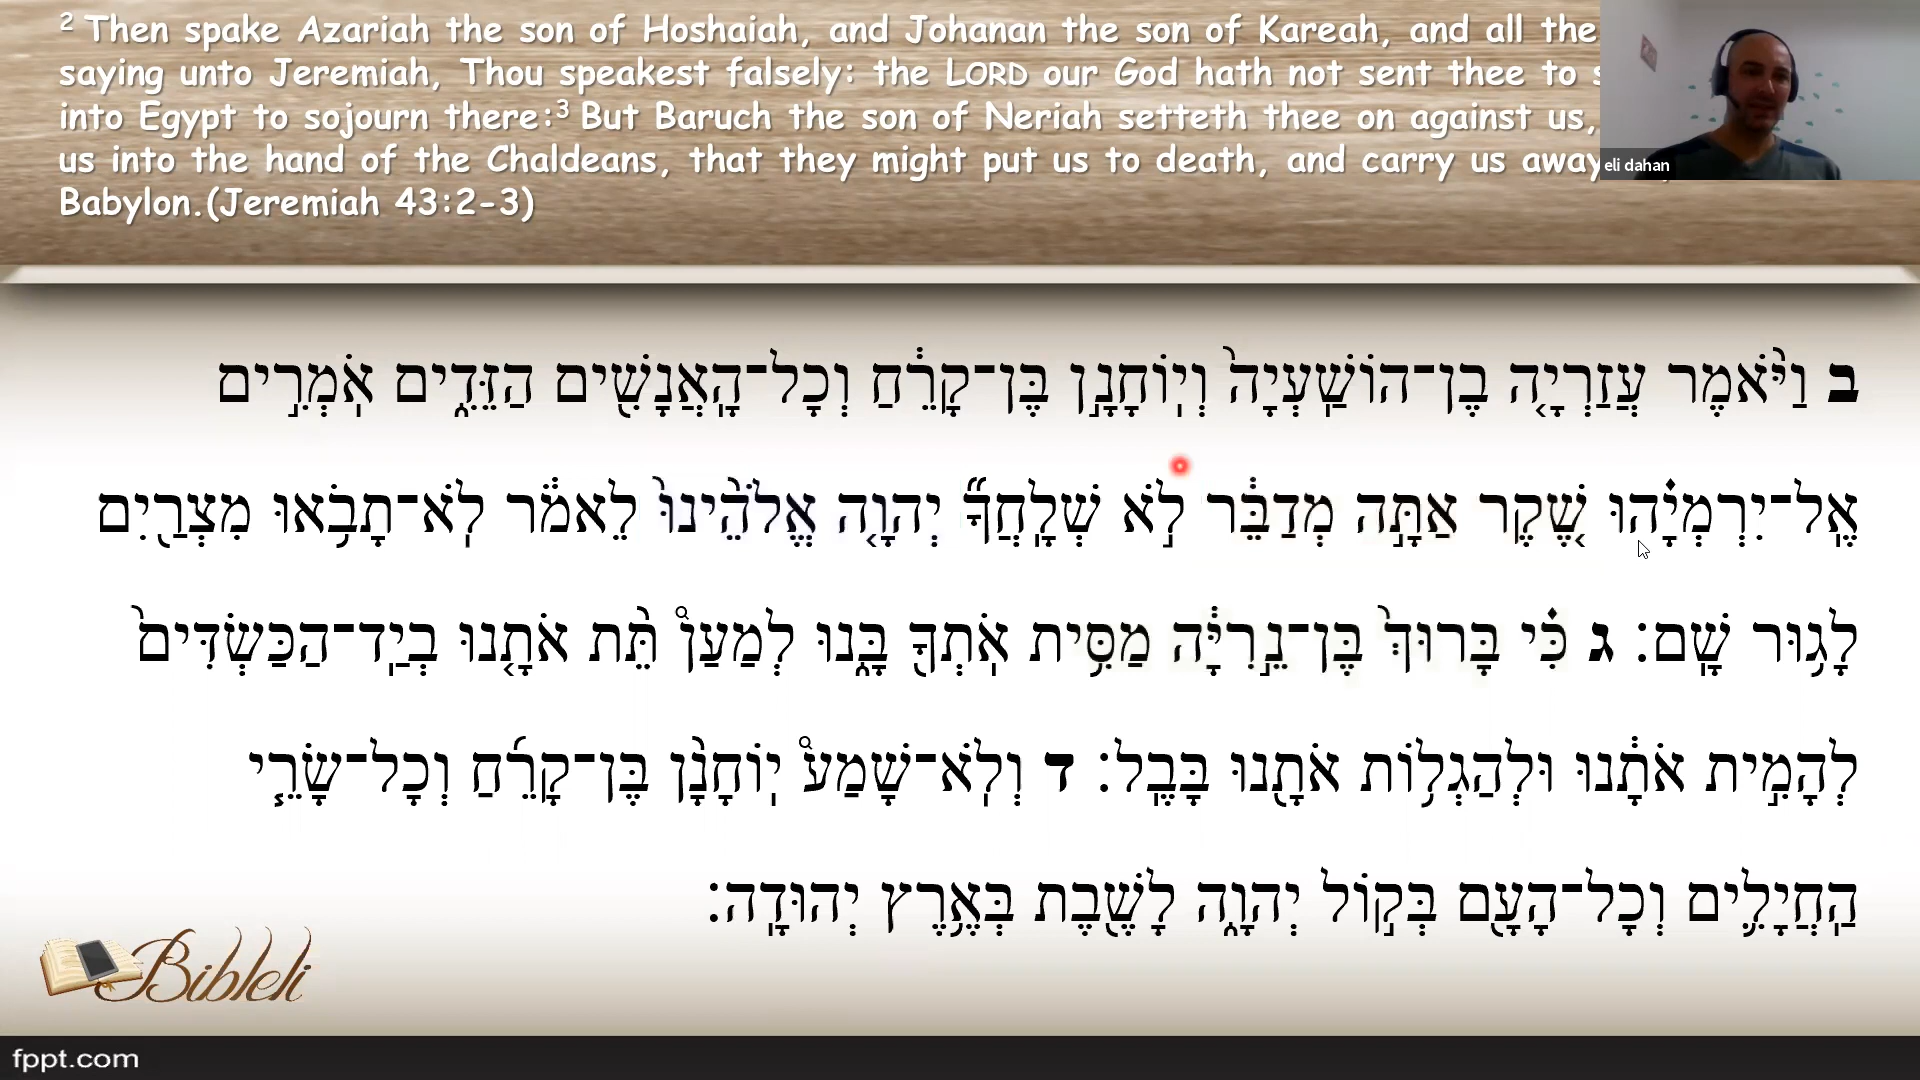 2 Then spake Azariah the son of Hoshaiah, and Johanan the son of Kareah, and all the
saying unto Jeremiah, Thou speakest falsely: the LORD our God hath not sent thee to s
into Egypt to sojourn there:3 But Baruch the son of Neriah setteth thee on against us,
us into the hand of the Chaldeans, that they might put us to death, and carry us away
Babylon.(Jeremiah 43:2-3)
eli dahan
ב וַיֹּ֨אמֶר עֲזַרְיָ֤ה בֶן־הוֹשַֽׁעְיָה֙ וְיֽוֹחָנָ֣ן בֶּן־קָרֵ֔חַ וְכָל־הָֽאֲנָשִׁ֖ים הַזֵּדִ֑ים אֹֽמְרִ֣ים
אֶֽל־יִרְמְיָ֗הוּ שֶׁ֚קֶר אַתָּ֣ה מְדַבֵּ֔ר לֹ֣א שְׁלָֽחֲךָ֞ יְהוָ֤ה אֱלֹהֵ֙ינוּ֙ לֵאמֹ֔ר לֹֽא־תָבֹ֥אוּ מִצְרַ֖יִם
לָג֥וּר שָֽׁם׃ ג כִּ֗י בָּרוּךְ֙ בֶּן־נֵ֣רִיָּ֔ה מַסִּ֥ית אֹֽתְךָ֖ בָּ֑נוּ לְמַעַן֩ תֵּ֨ת אֹתָ֤נוּ בְיַֽד־הַכַּשְׂדִּים֙
לְהָמִ֣ית אֹתָ֔נוּ וּלְהַגְל֥וֹת אֹתָ֖נוּ בָּבֶֽל׃ ד וְלֹֽא־שָׁמַע֩ יֽוֹחָנָ֨ן בֶּן־קָרֵ֜חַ וְכָל־שָׂרֵ֧י
הַֽחֲיָלִ֛ים וְכָל־הָעָ֖ם בְּק֣וֹל יְהוָ֑ה לָשֶׁ֖בֶת בְּאֶ֥רֶץ יְהוּדָֽה׃
Bibleli
fppt.com